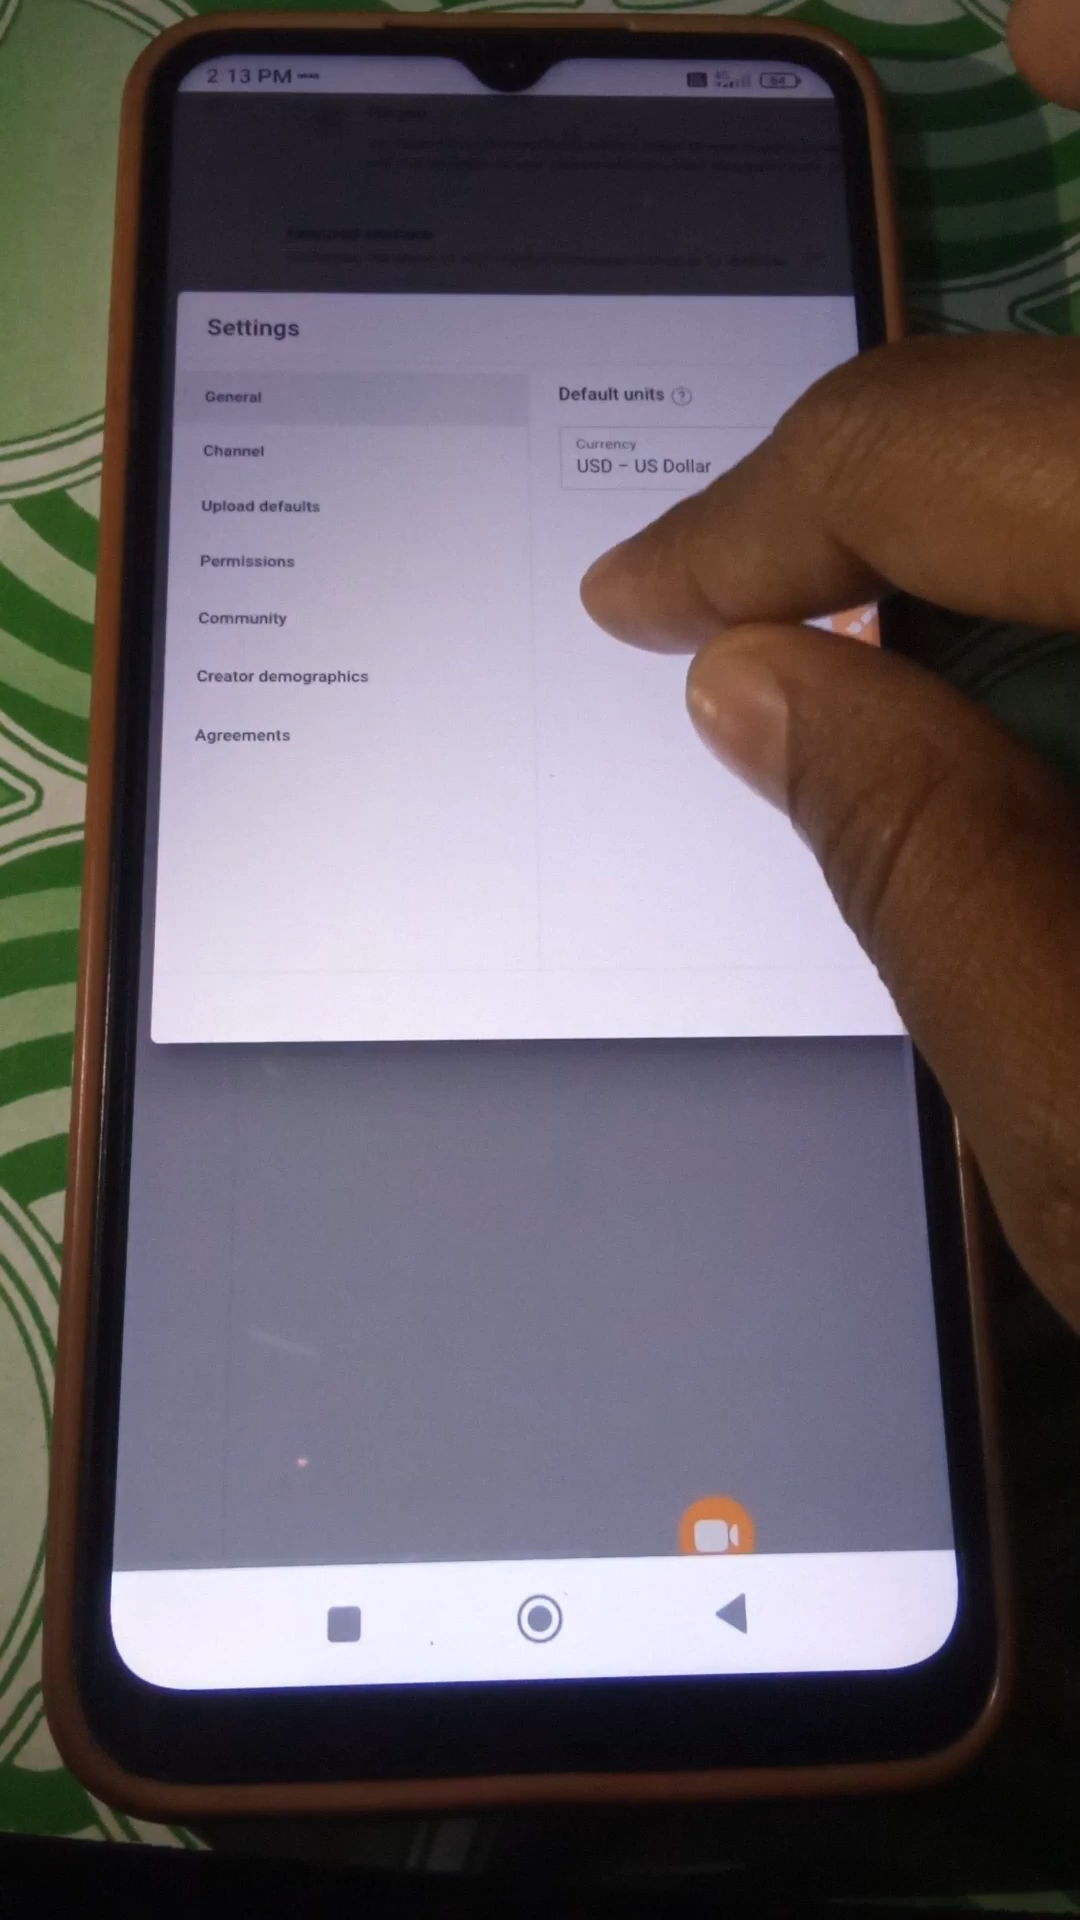 2:13 PM
64
Settings
General
Default units ?
Currency
USD – US Dollar
Channel
Upload defaults
Permissions
Community
Creator demographics
Agreements